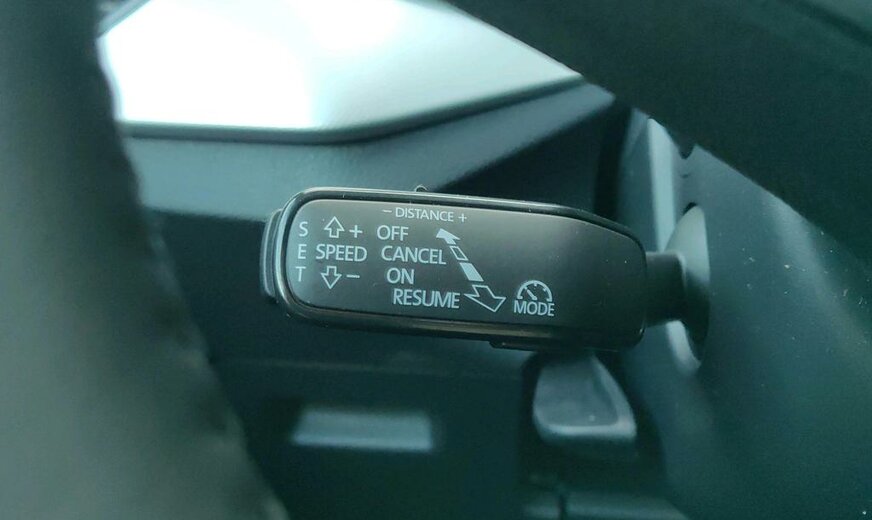 - DISTANCE +
S + OFF
E SPEED CANCEL
T - ON
RESUME
MODE